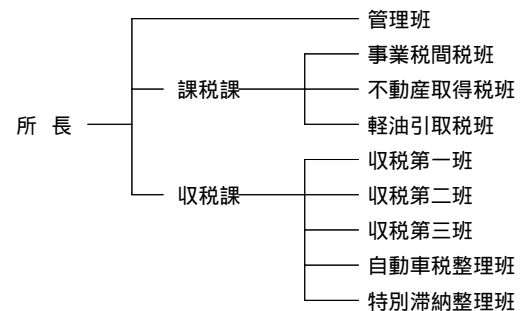 管理班
事業税間税班
課税課
不動産取得税班
所 長
軽油引取税班
収税第一班
収税課
収税第二班
収税第三班
自動車税整理班
特別滞納整理班